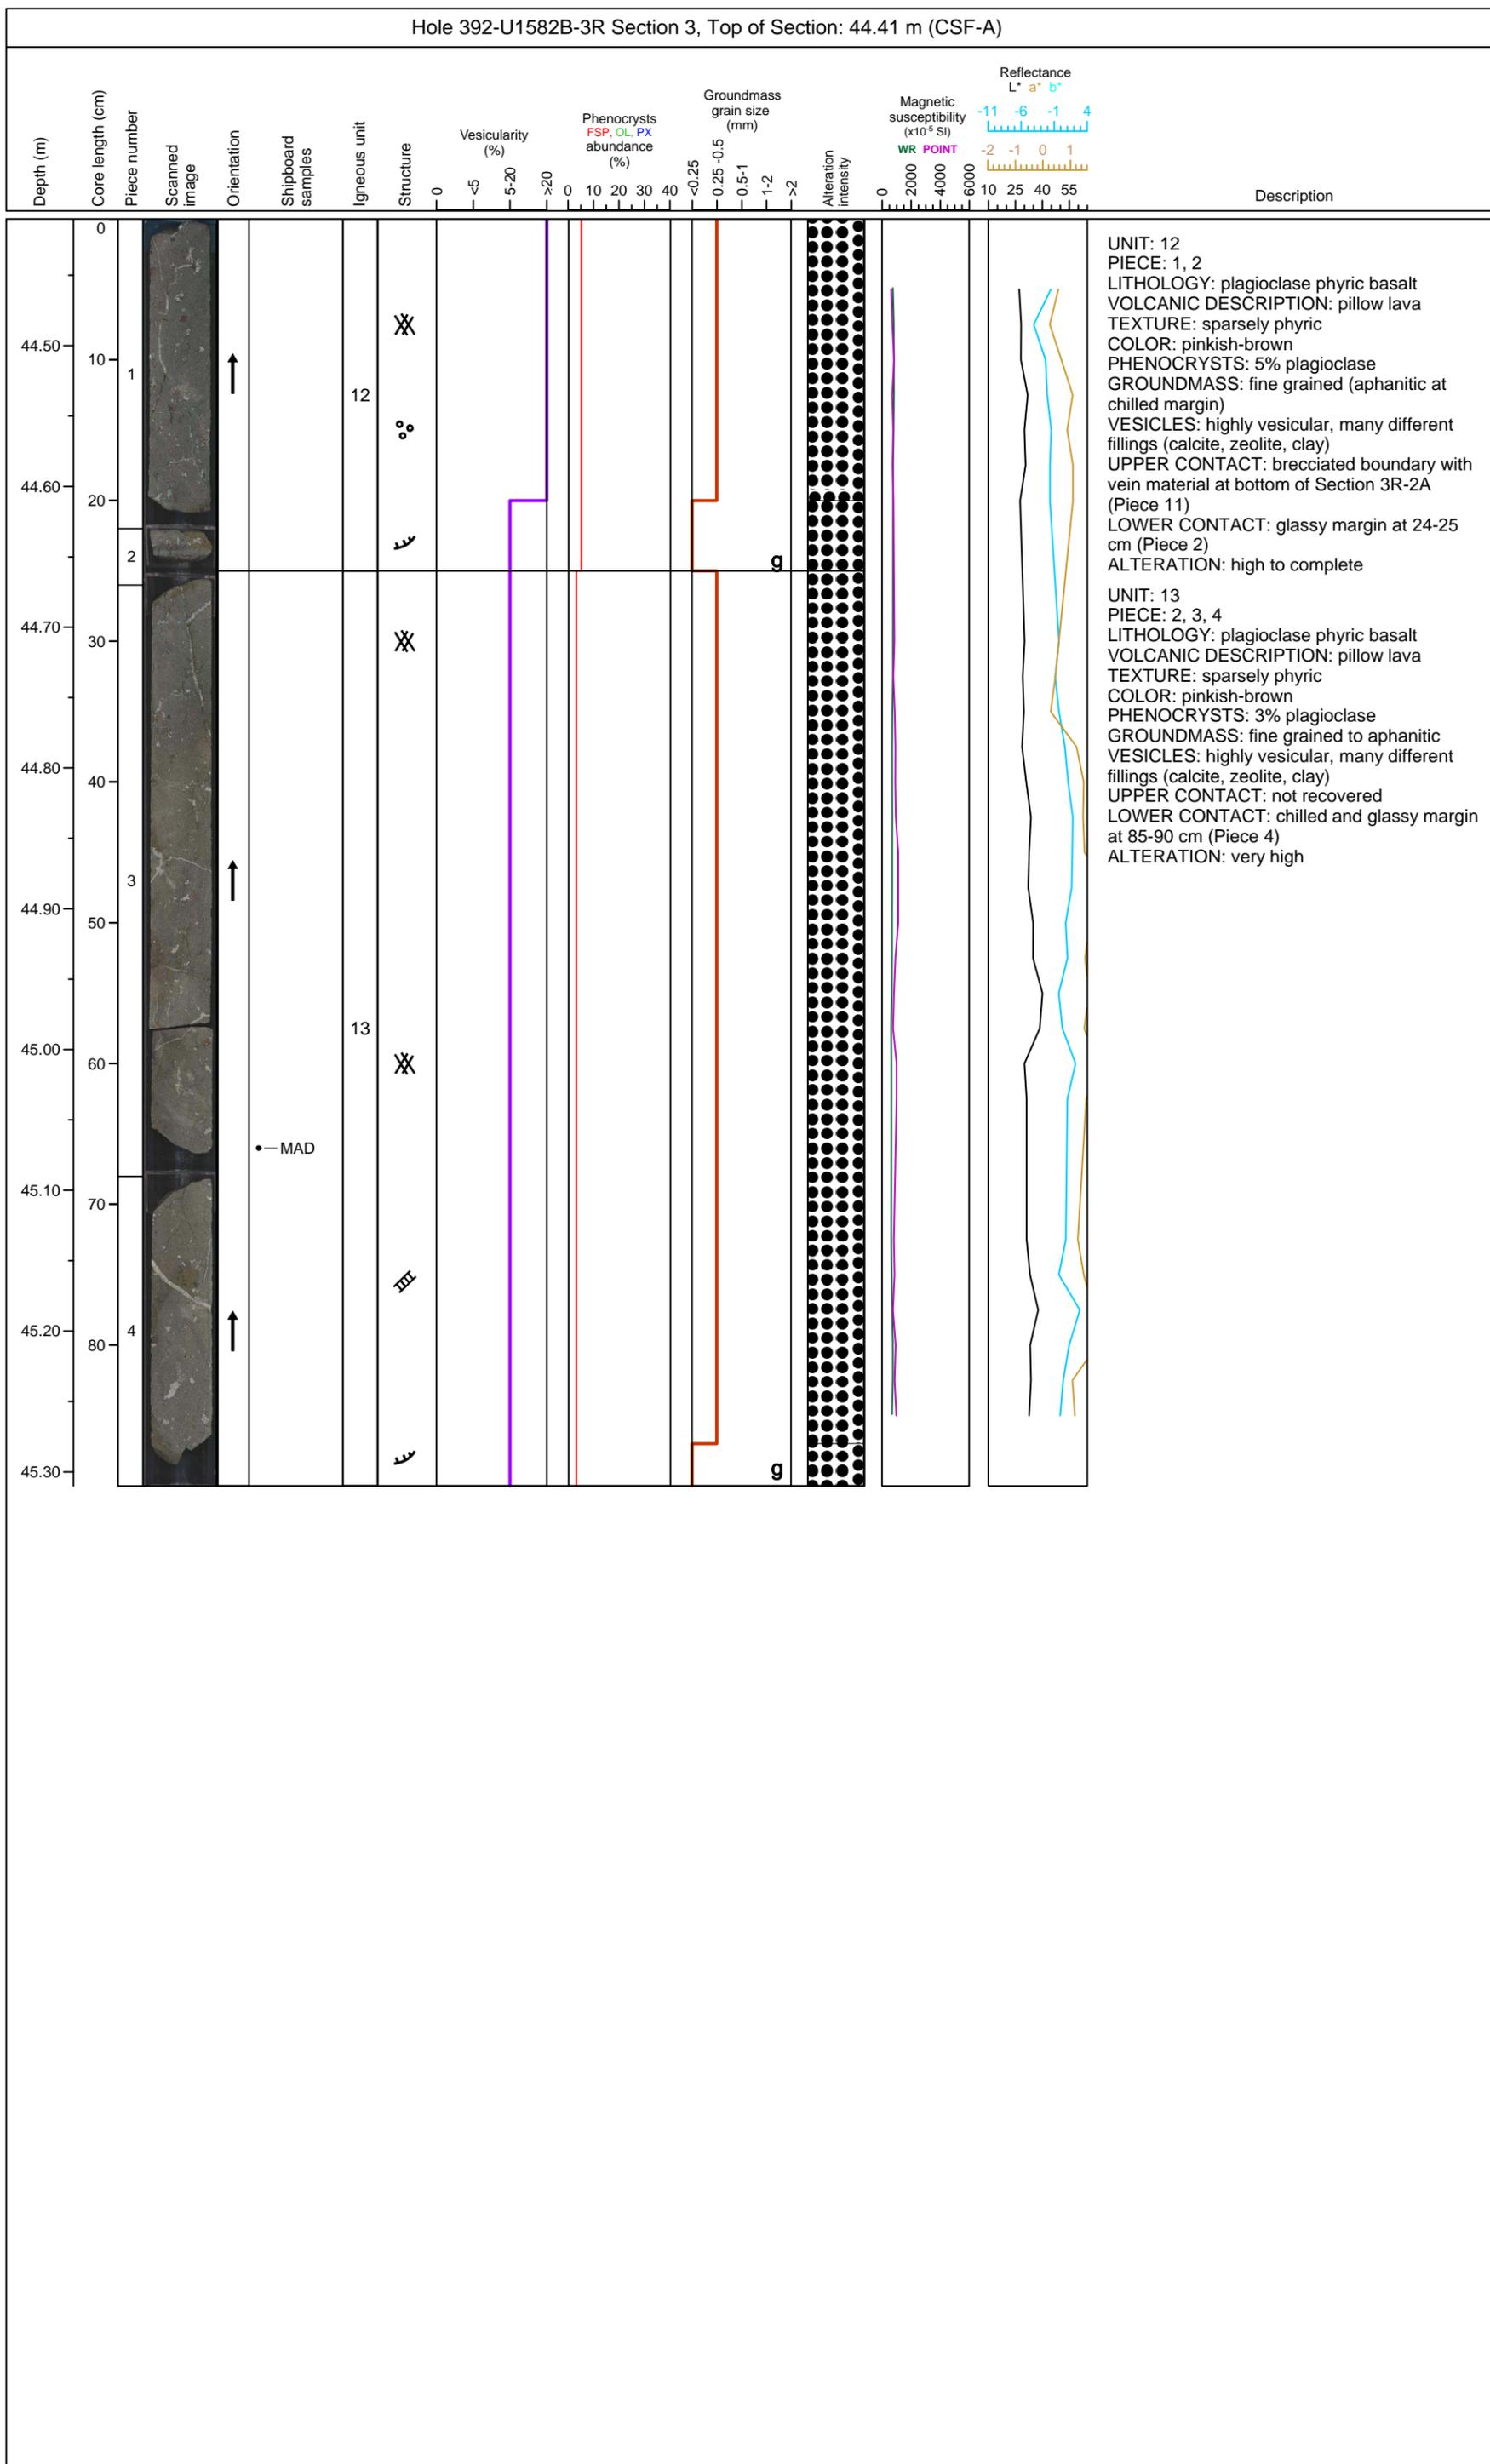 Hole 392-U1582B-3R Section 3, Top of Section: 44.41 m (CSF-A)
Depth (m)
Core length (cm)
Piece number
Scanned
image
Orientation
Shipboard
samples
Igneous unit
Structure
Vesicularity
(%)
0
<5
5-20
>20
Phenocrysts
FSP, OL, PX
abundance
(%)
0 10 20 30 40
Groundmass
grain size
(mm)
<0.25
0.25 -0.5
0.5-1
1-2
>2
Alteration
intensity
Magnetic
susceptibility
(x10⁻⁵ SI)
WR POINT
0 2000 4000 6000
Reflectance
L* a* b*
-11 -6 -1 4
-2 -1 0 1
10 25 40 55
Description
44.50
44.60
44.70
44.80
44.90
45.00
45.10
45.20
45.30
0
10
20
30
40
50
60
70
80
1
2
3
4
MAD
12
13
g
g
UNIT: 12
PIECE: 1, 2
LITHOLOGY: plagioclase phyric basalt
VOLCANIC DESCRIPTION: pillow lava
TEXTURE: sparsely phyric
COLOR: pinkish-brown
PHENOCRYSTS: 5% plagioclase
GROUNDMASS: fine grained (aphanitic at
chilled margin)
VESICLES: highly vesicular, many different
fillings (calcite, zeolite, clay)
UPPER CONTACT: brecciated boundary with
vein material at bottom of Section 3R-2A
(Piece 11)
LOWER CONTACT: glassy margin at 24-25
cm (Piece 2)
ALTERATION: high to complete
UNIT: 13
PIECE: 2, 3, 4
LITHOLOGY: plagioclase phyric basalt
VOLCANIC DESCRIPTION: pillow lava
TEXTURE: sparsely phyric
COLOR: pinkish-brown
PHENOCRYSTS: 3% plagioclase
GROUNDMASS: fine grained to aphanitic
VESICLES: highly vesicular, many different
fillings (calcite, zeolite, clay)
UPPER CONTACT: not recovered
LOWER CONTACT: chilled and glassy margin
at 85-90 cm (Piece 4)
ALTERATION: very high